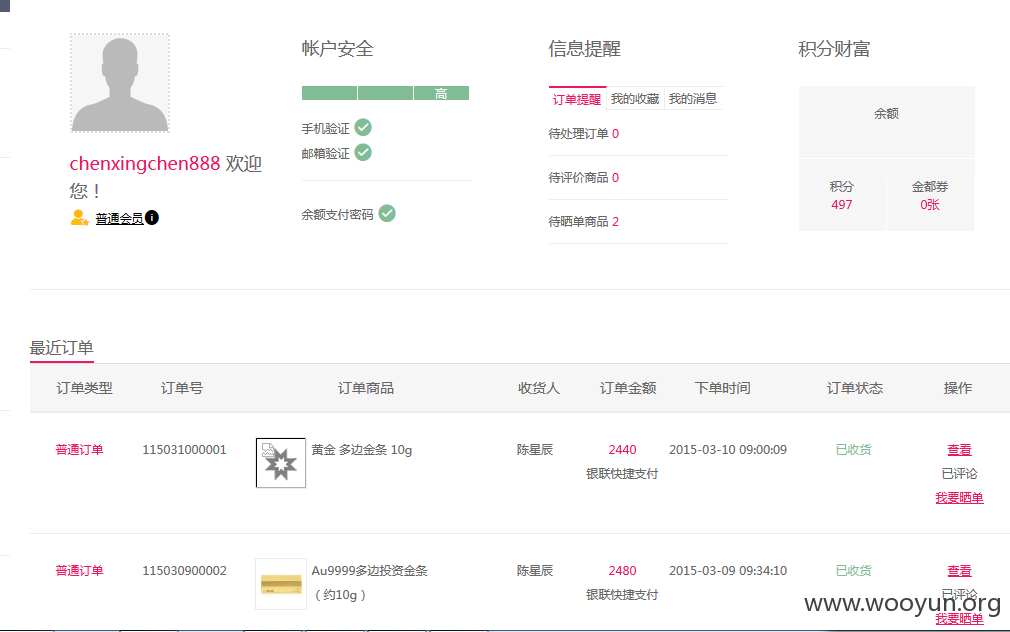 帐户安全
高
手机验证
邮箱验证
余额支付密码
chenxingchen888 欢迎
您！
普通会员
信息提醒
订单提醒 我的收藏 我的消息
待处理订单 0
待评价商品 0
待晒单商品 2
积分财富
余额
积分 金都券
497 0张
最近订单
订单类型 订单号 订单商品 收货人 订单金额 下单时间 订单状态 操作
普通订单 115031000001 黄金 多边金条 10g 陈星辰 2440 2015-03-10 09:00:09 已收货 查看
银联快捷支付 已评论
我要晒单
普通订单 115030900002 Au9999多边投资金条 陈星辰 2480 2015-03-09 09:34:10 已收货 查看
（约10g） 银联快捷支付 已评论
www.wooyun.org
我要晒单